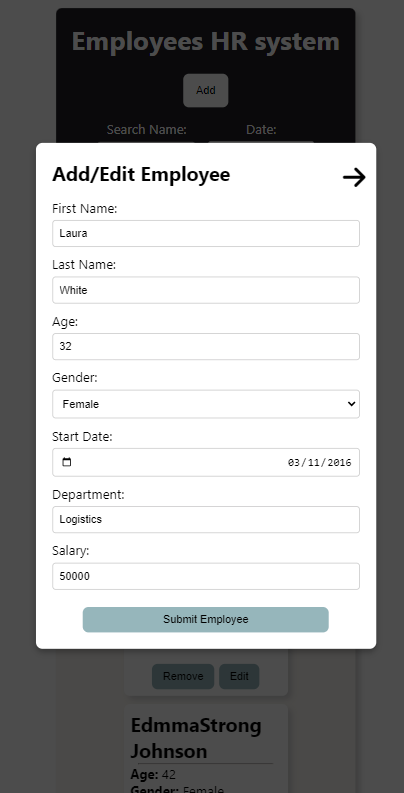 Employees HR system
Add
Search Name: Date:
Add/Edit Employee
First Name:
Laura
Last Name:
White
Age:
32
Gender:
Female
Start Date:
03/11/2016
Department:
Logistics
Salary:
50000
Submit Employee
Remove Edit
EdmmaStrong
Johnson
Age: 42
Gender: Female